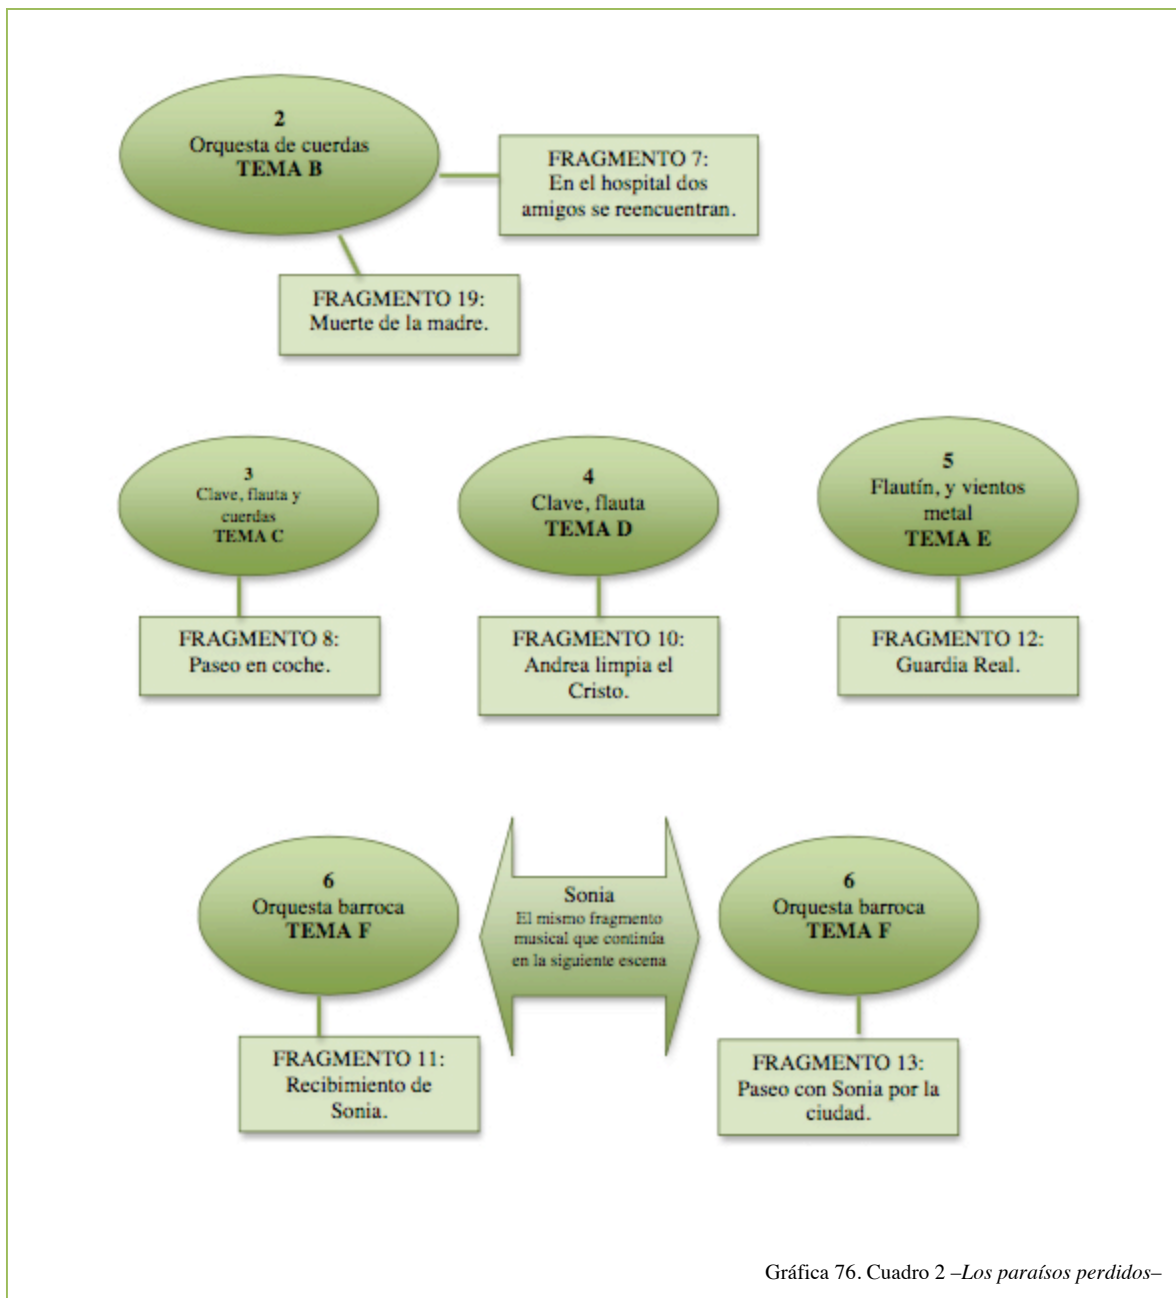 2
Orquesta de cuerdas
TEMA B
FRAGMENTO 7:
En el hospital dos
amigos se reencuentran.
FRAGMENTO 19:
Muerte de la madre.
3
Clave, flauta y
cuerdas
TEMA C
4
Clave, flauta
TEMA D
5
Flautín, y vientos
metal
TEMA E
FRAGMENTO 8:
Paseo en coche.
FRAGMENTO 10:
Andrea limpia el
Cristo.
FRAGMENTO 12:
Guardia Real.
6
Orquesta barroca
TEMA F
Sonia
El mismo fragmento
musical que continúa
en la siguiente escena
6
Orquesta barroca
TEMA F
FRAGMENTO 11:
Recibimiento de
Sonia.
FRAGMENTO 13:
Paseo con Sonia por la
ciudad.
Gráfica 76. Cuadro 2 –Los paraísos perdidos–